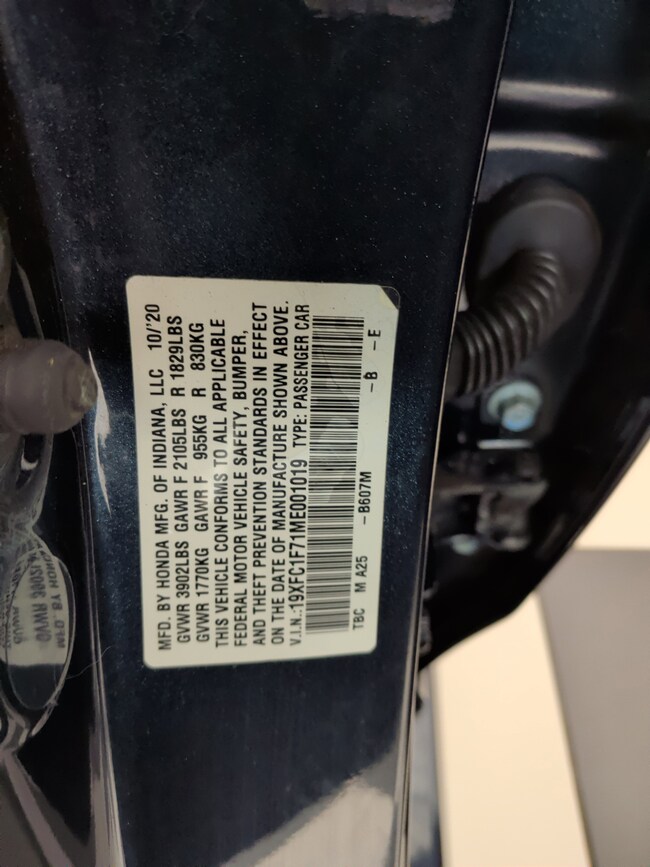 MFD. BY HONDA MFG. OF INDIANA, LLC 10/'20
GVWR 3902LBS GAWR F 2105LBS R 1829LBS
GVWR 1770KG GAWR F 955KG R 830KG
THIS VEHICLE CONFORMS TO ALL APPLICABLE
FEDERAL MOTOR VEHICLE SAFETY, BUMPER,
AND THEFT PREVENTION STANDARDS IN EFFECT
ON THE DATE OF MANUFACTURE SHOWN ABOVE.
V.I.N.:19XFC1F71ME001019 TYPE: PASSENGER CAR
TBC M A25 -B607M -B -E